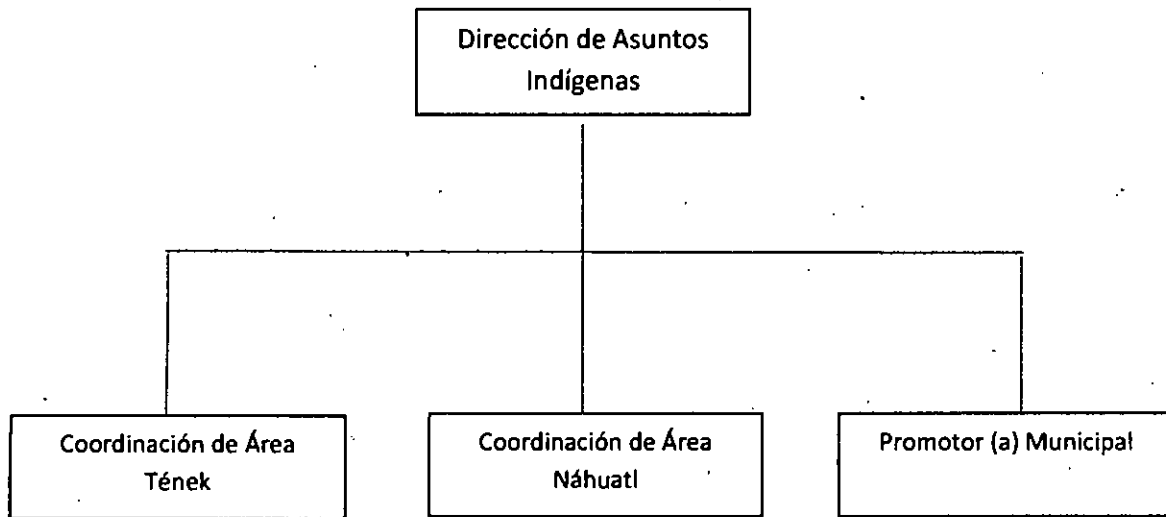 Dirección de Asuntos
Indígenas
Coordinación de Área
Tének
Coordinación de Área
Náhuatl
Promotor (a) Municipal